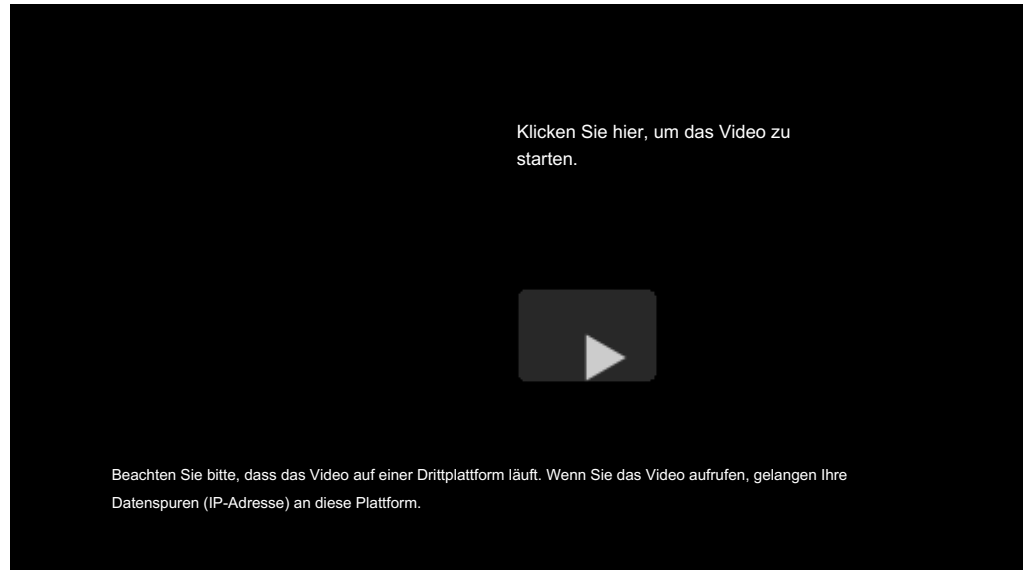 Klicken Sie hier, um das Video zu
starten.
Beachten Sie bitte, dass das Video auf einer Drittplattform läuft. Wenn Sie das Video aufrufen, gelangen Ihre
Datenspuren (IP-Adresse) an diese Plattform.